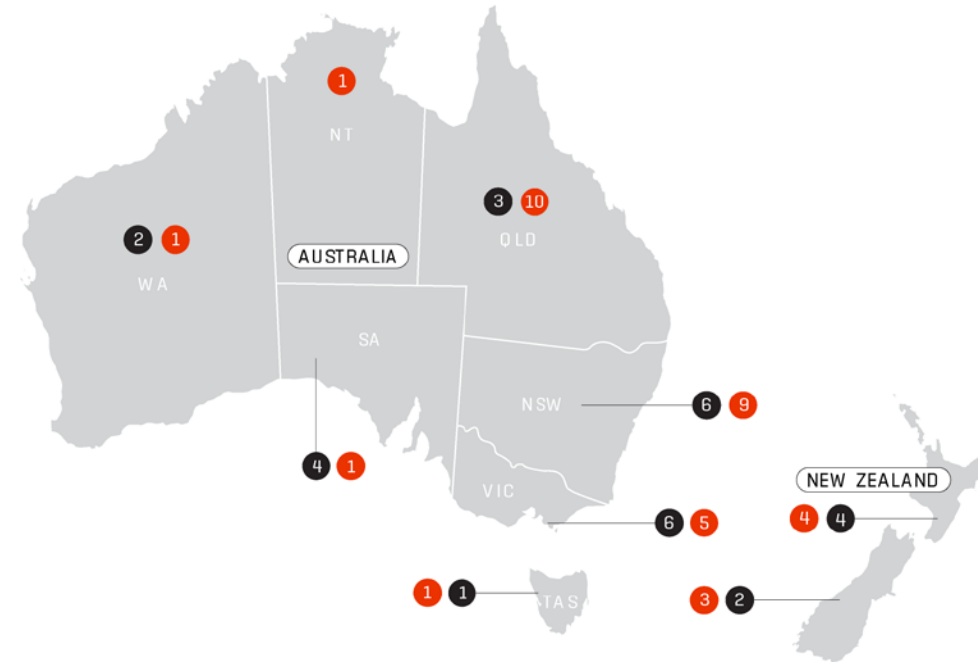 1
NT
3 10
QLD
2 1
AUSTRALIA
WA
SA
NSW
6 9
4 1
NEW ZEALAND
VIC
4 4
6 5
1 1
TAS
3 2